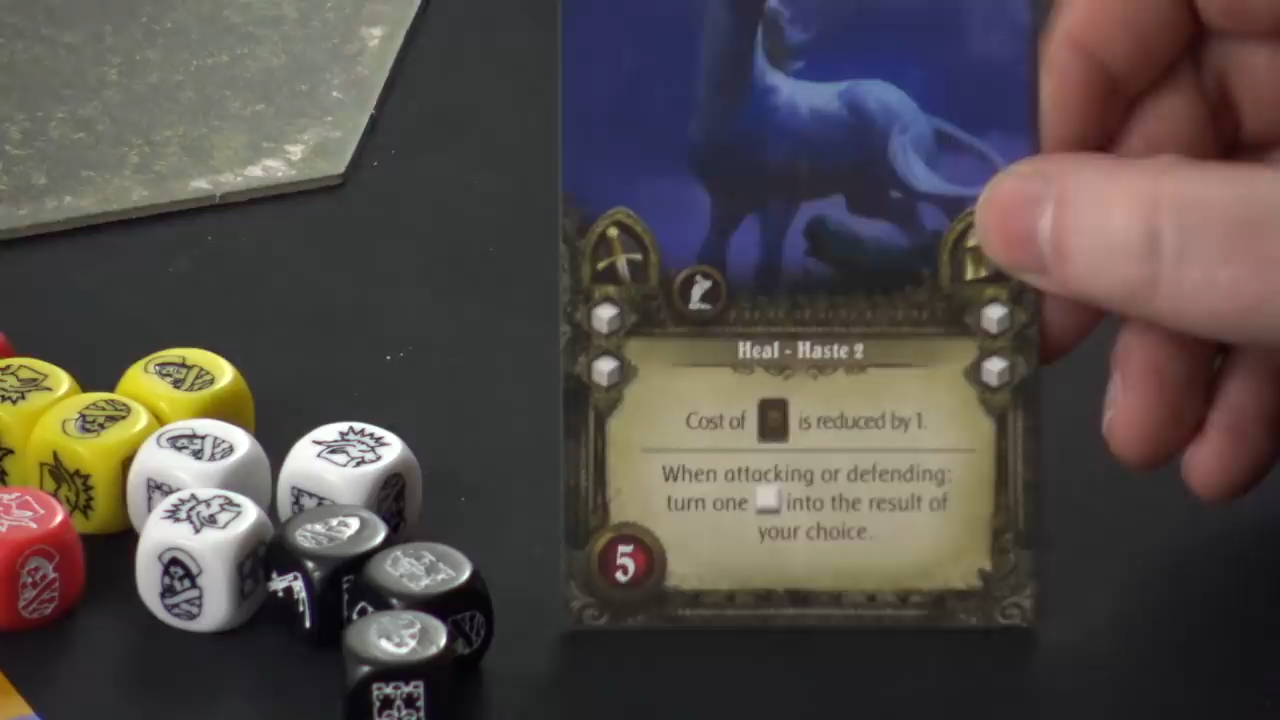 Heal - Haste 2
Cost of is reduced by 1.
When attacking or defending:
turn one into the result of
your choice.
5